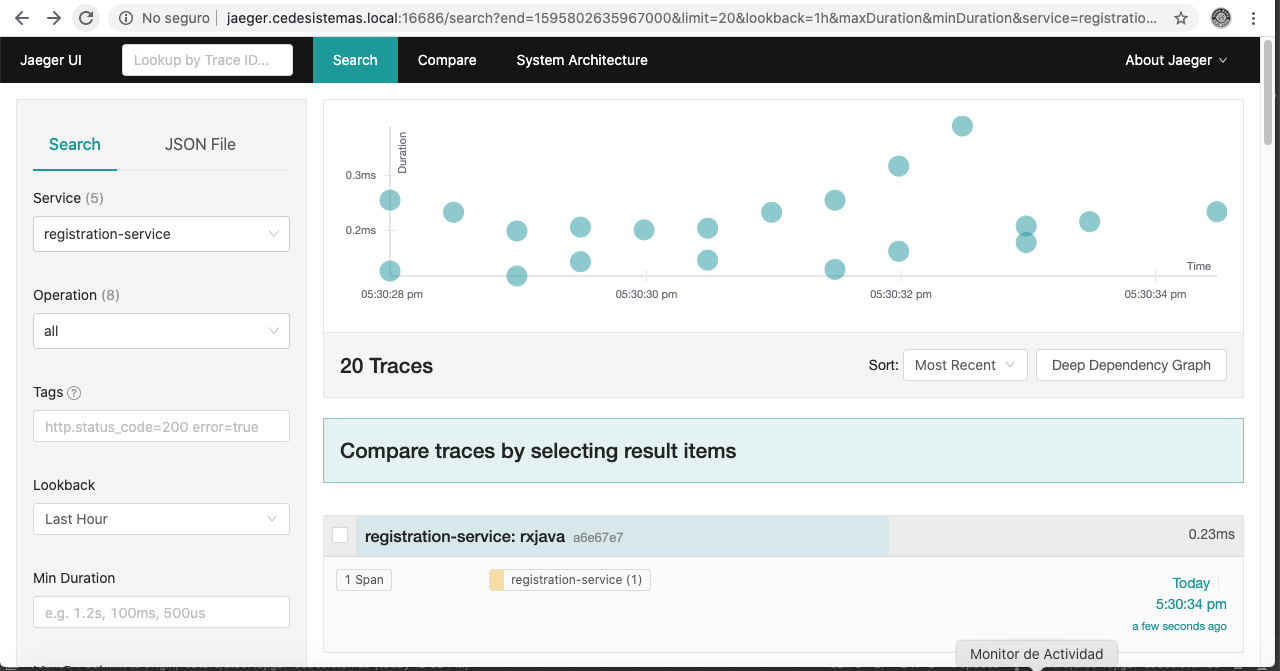 No seguro
jaeger.cedesistemas.local:16686/search?end=1595802635967000&limit=20&lookback=1h&maxDuration&minDuration&service=registratio...
Jaeger UI
Lookup by Trace ID...
Search
Compare
System Architecture
About Jaeger
Search
JSON File
Service (5)
registration-service
Operation (8)
all
Tags ?
http.status_code=200 error=true
Lookback
Last Hour
Min Duration
e.g. 1.2s, 100ms, 500us
Duration
0.3ms
0.2ms
Time
05:30:28 pm
05:30:30 pm
05:30:32 pm
05:30:34 pm
20 Traces
Sort:
Most Recent
Deep Dependency Graph
Compare traces by selecting result items
registration-service: rxjava a6e67e7
0.23ms
1 Span
registration-service (1)
Today
5:30:34 pm
a few seconds ago
Monitor de Actividad